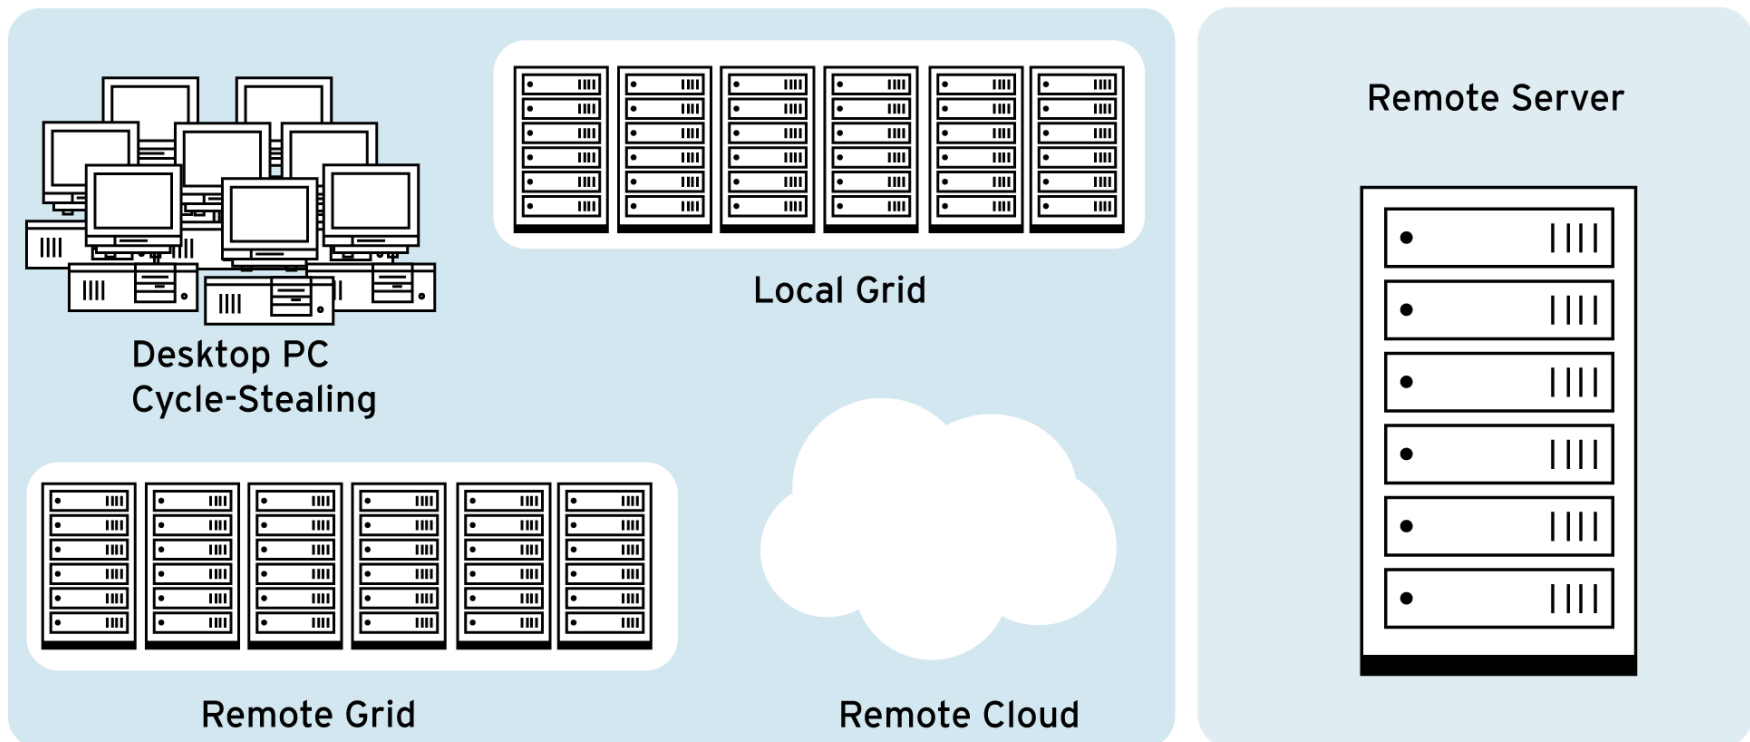 Remote Server
Local Grid
Desktop PC
Cycle-Stealing
Remote Grid
Remote Cloud